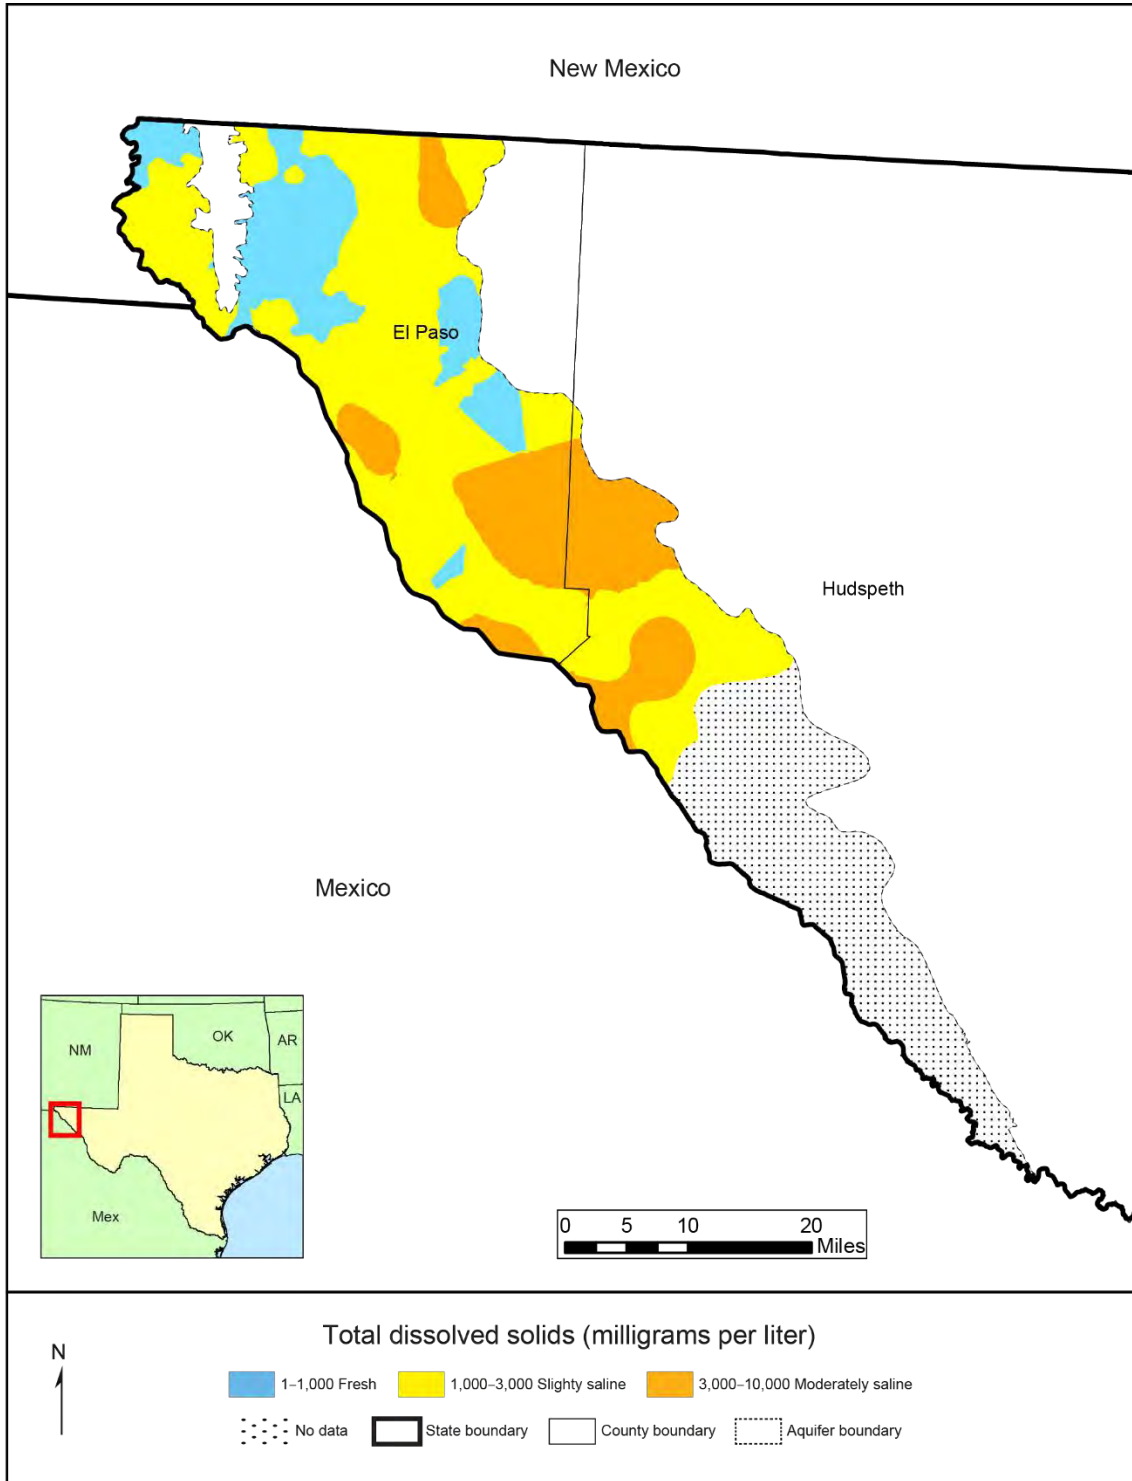 New Mexico
El Paso
Hudspeth
Mexico
NM
OK
AR
LA
Mex
0 5 10 20
Miles
Total dissolved solids (milligrams per liter)
N
1–1,000 Fresh
1,000–3,000 Slighty saline
3,000–10,000 Moderately saline
No data
State boundary
County boundary
Aquifer boundary